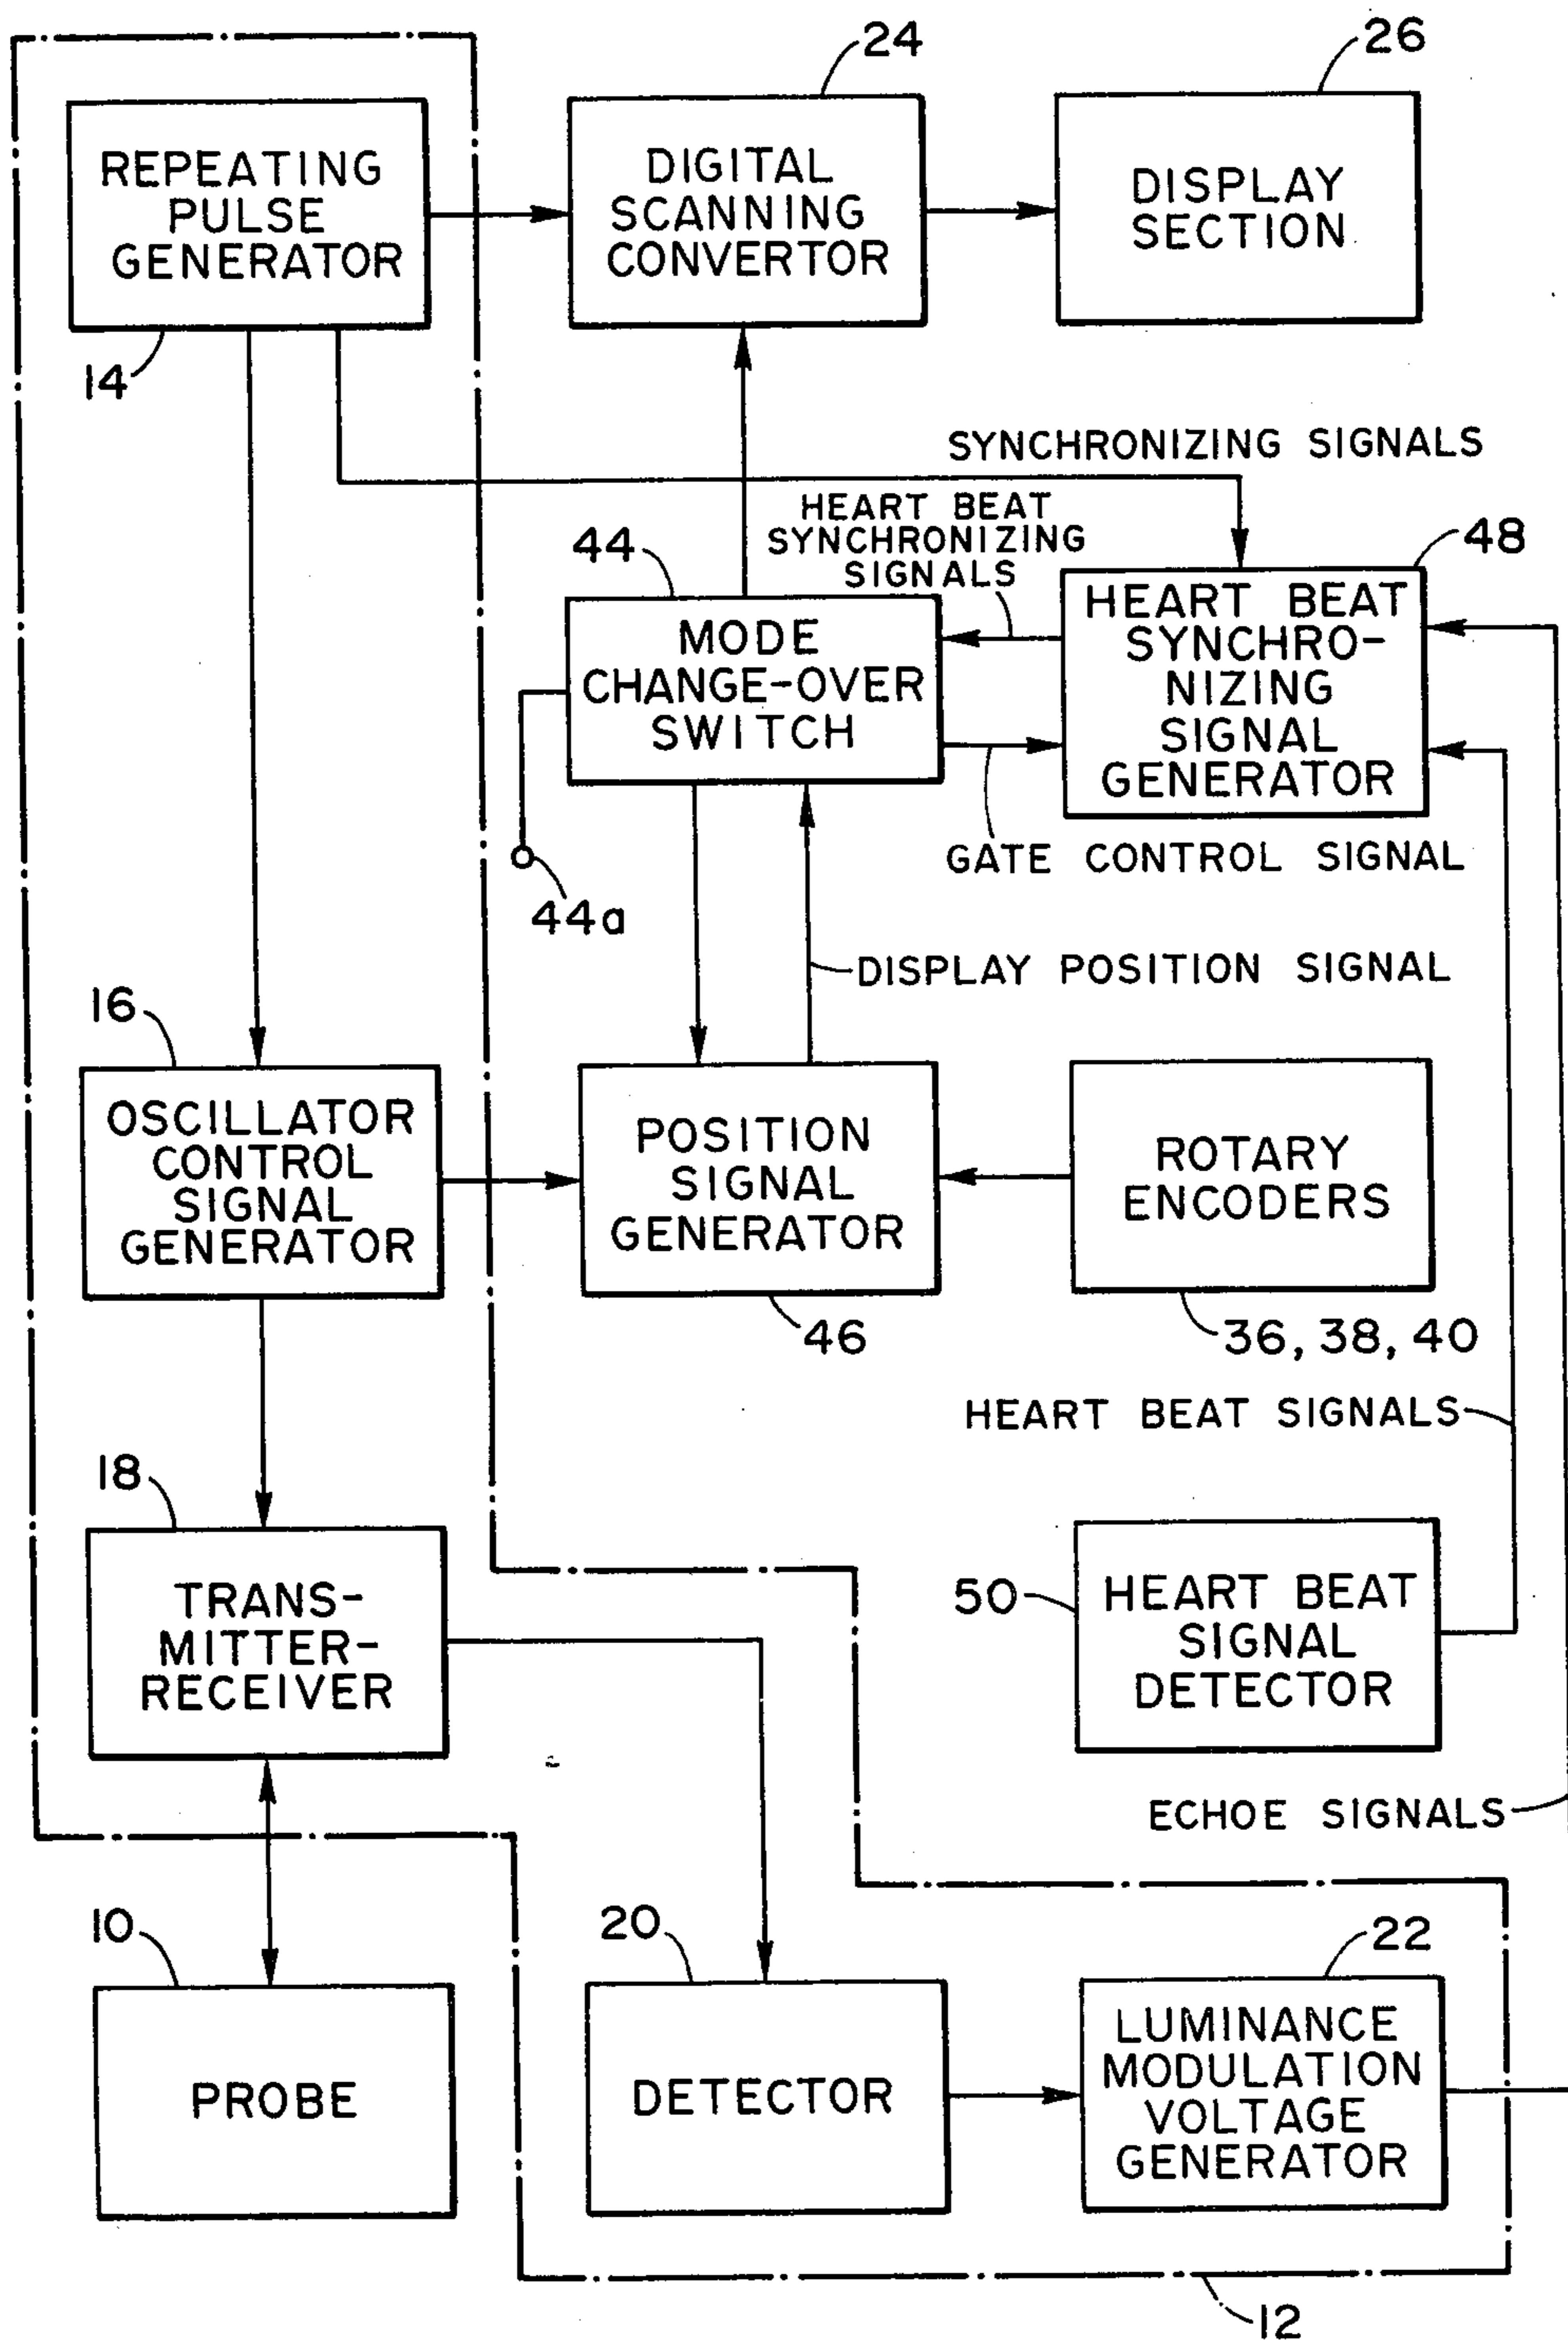 24
26
REPEATING
PULSE
GENERATOR
DIGITAL
SCANNING
CONVERTOR
DISPLAY
SECTION
14
SYNCHRONIZING SIGNALS
HEART BEAT
SYNCHRONIZING
SIGNALS
44
48
MODE
CHANGE-OVER
SWITCH
HEART BEAT
SYNCHRO-
NIZING
SIGNAL
GENERATOR
44a
GATE CONTROL SIGNAL
DISPLAY POSITION SIGNAL
16
OSCILLATOR
CONTROL
SIGNAL
GENERATOR
POSITION
SIGNAL
GENERATOR
ROTARY
ENCODERS
46
36, 38, 40
HEART BEAT SIGNALS
18
TRANS-
MITTER-
RECEIVER
50
HEART BEAT
SIGNAL
DETECTOR
ECHOE SIGNALS
10
20
22
PROBE
DETECTOR
LUMINANCE
MODULATION
VOLTAGE
GENERATOR
12